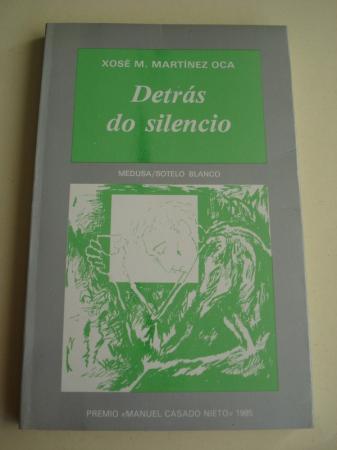 XOSÉ M. MARTÍNEZ OCA
Detrás
do silencio
MEDUSA/SOTELO BLANCO
PREMIO «MANUEL CASADO NIETO» 1985